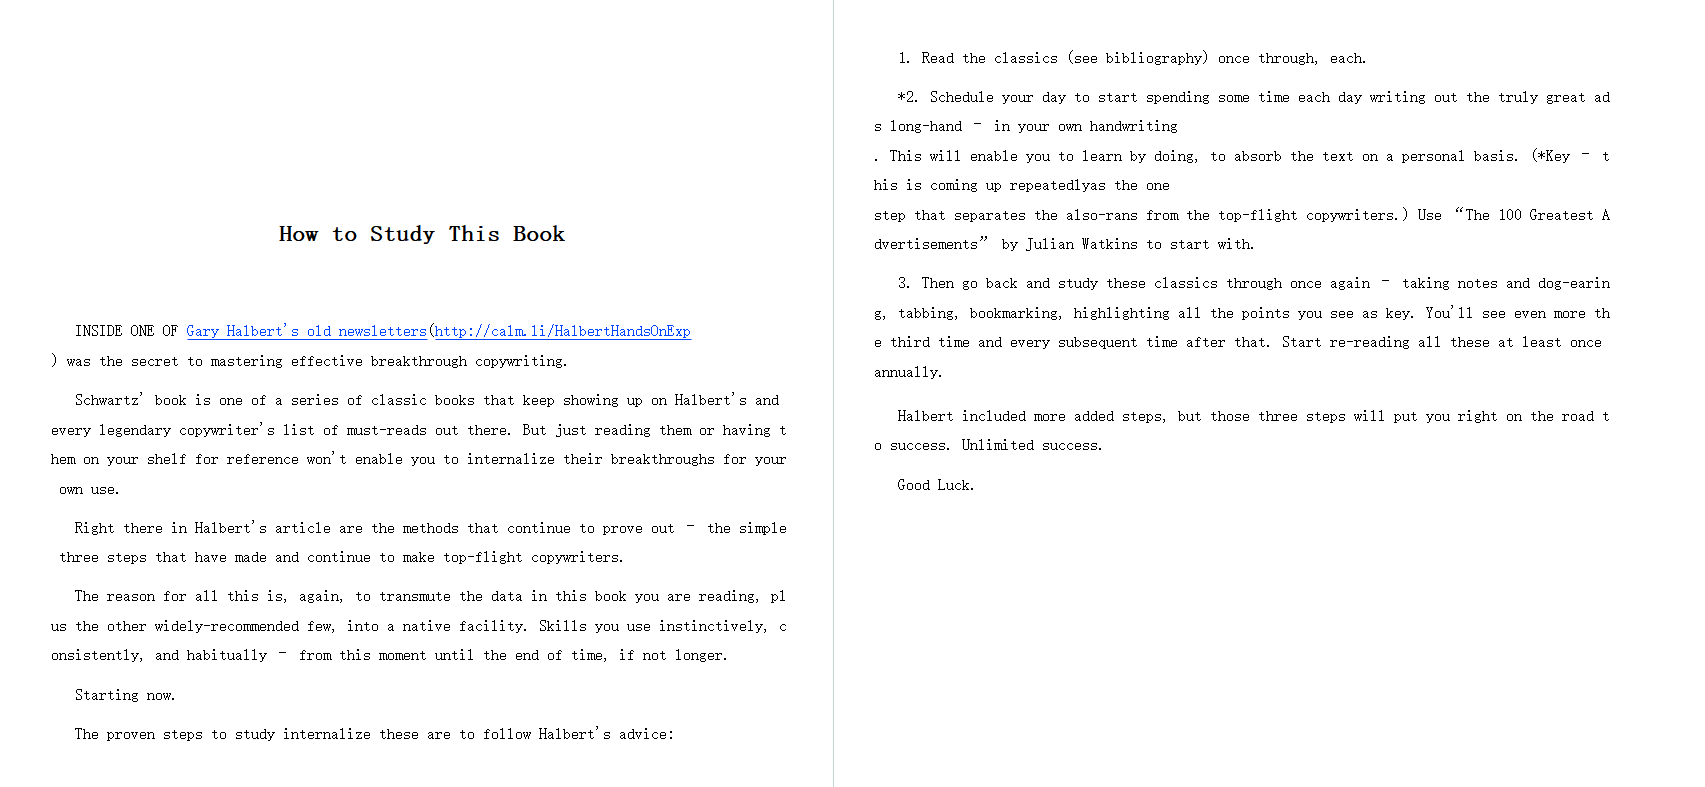 How to Study This Book
INSIDE ONE OF Gary Halbert's old newsletters(http://calm.li/HalbertHandsOnExp
) was the secret to mastering effective breakthrough copywriting.
Schwartz' book is one of a series of classic books that keep showing up on Halbert's and
every legendary copywriter's list of must-reads out there. But just reading them or having t
hem on your shelf for reference won't enable you to internalize their breakthroughs for your
own use.
Right there in Halbert's article are the methods that continue to prove out – the simple
three steps that have made and continue to make top-flight copywriters.
The reason for all this is, again, to transmute the data in this book you are reading, pl
us the other widely-recommended few, into a native facility. Skills you use instinctively, c
onsistently, and habitually – from this moment until the end of time, if not longer.
Starting now.
The proven steps to study internalize these are to follow Halbert's advice:
1. Read the classics (see bibliography) once through, each.
*2. Schedule your day to start spending some time each day writing out the truly great ad
s long-hand – in your own handwriting
. This will enable you to learn by doing, to absorb the text on a personal basis. (*Key – t
his is coming up repeatedlyas the one
step that separates the also-rans from the top-flight copywriters.) Use “The 100 Greatest A
dvertisements” by Julian Watkins to start with.
3. Then go back and study these classics through once again – taking notes and dog-earin
g, tabbing, bookmarking, highlighting all the points you see as key. You'll see even more th
e third time and every subsequent time after that. Start re-reading all these at least once
annually.
Halbert included more added steps, but those three steps will put you right on the road t
o success. Unlimited success.
Good Luck.